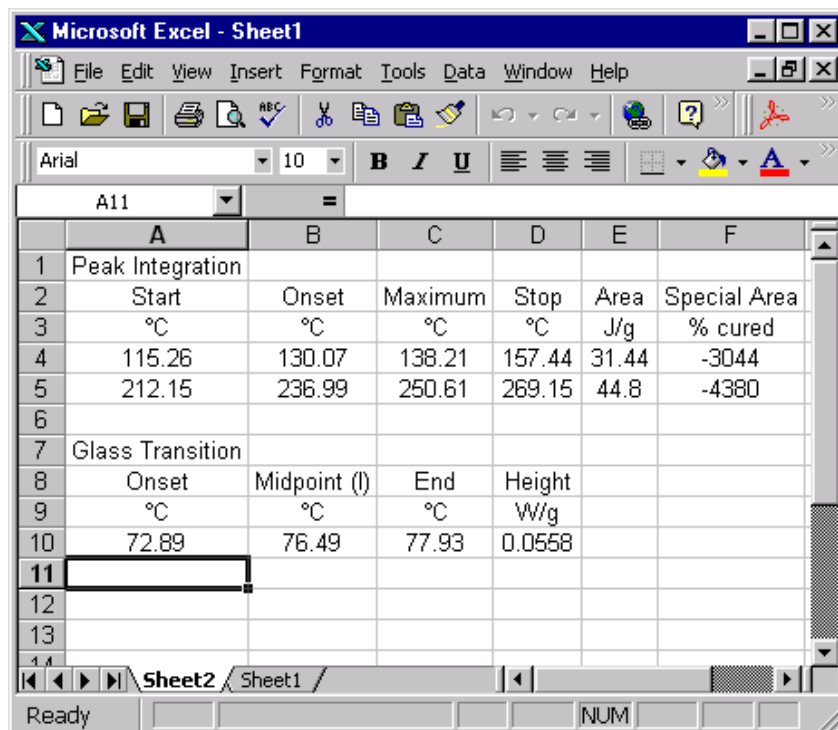 Microsoft Excel - Sheet1
File Edit View Insert Format Tools Data Window Help
ABC
Arial 10 B I U A
A11 =
A B C D E F
1 Peak Integration
2 Start Onset Maximum Stop Area Special Area
3 °C °C °C °C J/g % cured
4 115.26 130.07 138.21 157.44 31.44 -3044
5 212.15 236.99 250.61 269.15 44.8 -4380
6
7 Glass Transition
8 Onset Midpoint (I) End Height
9 °C °C °C W/g
10 72.89 76.49 77.93 0.0558
11
12
13
14
Sheet2 Sheet1
Ready NUM